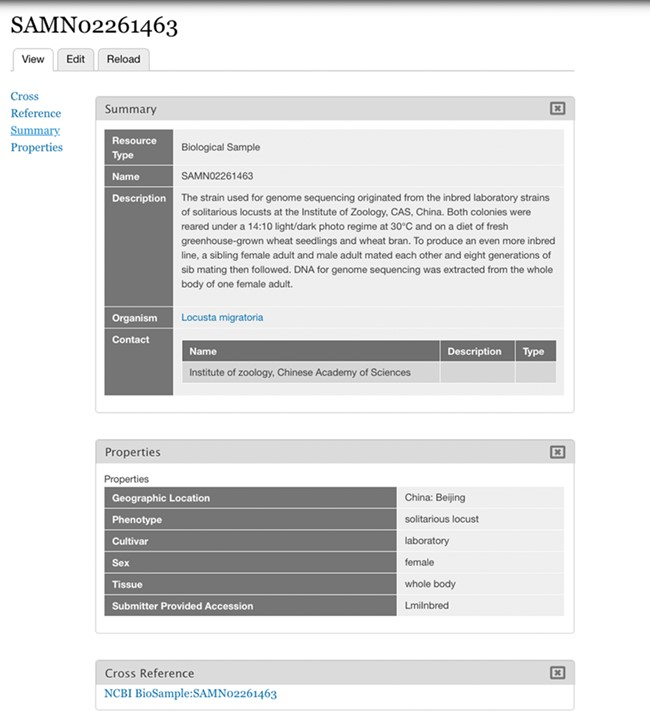 SAMN02261463
View Edit Reload
Cross
Reference
Summary
Properties
Summary
Resource
Type
Biological Sample
Name SAMN02261463
Description The strain used for genome sequencing originated from the inbred laboratory strains
of solitarious locusts at the Institute of Zoology, CAS, China. Both colonies were
reared under a 14:10 light/dark photo regime at 30°C and on a diet of fresh
greenhouse-grown wheat seedlings and wheat bran. To produce an even more inbred
line, a sibling female adult and male adult mated each other and eight generations of
sib mating then followed. DNA for genome sequencing was extracted from the whole
body of one female adult.
Organism Locusta migratoria
Contact
Name Description Type
Institute of zoology, Chinese Academy of Sciences
Properties
Properties
Geographic Location China: Beijing
Phenotype solitarious locust
Cultivar laboratory
Sex female
Tissue whole body
Submitter Provided Accession LmiInbred
Cross Reference
NCBI BioSample:SAMN02261463